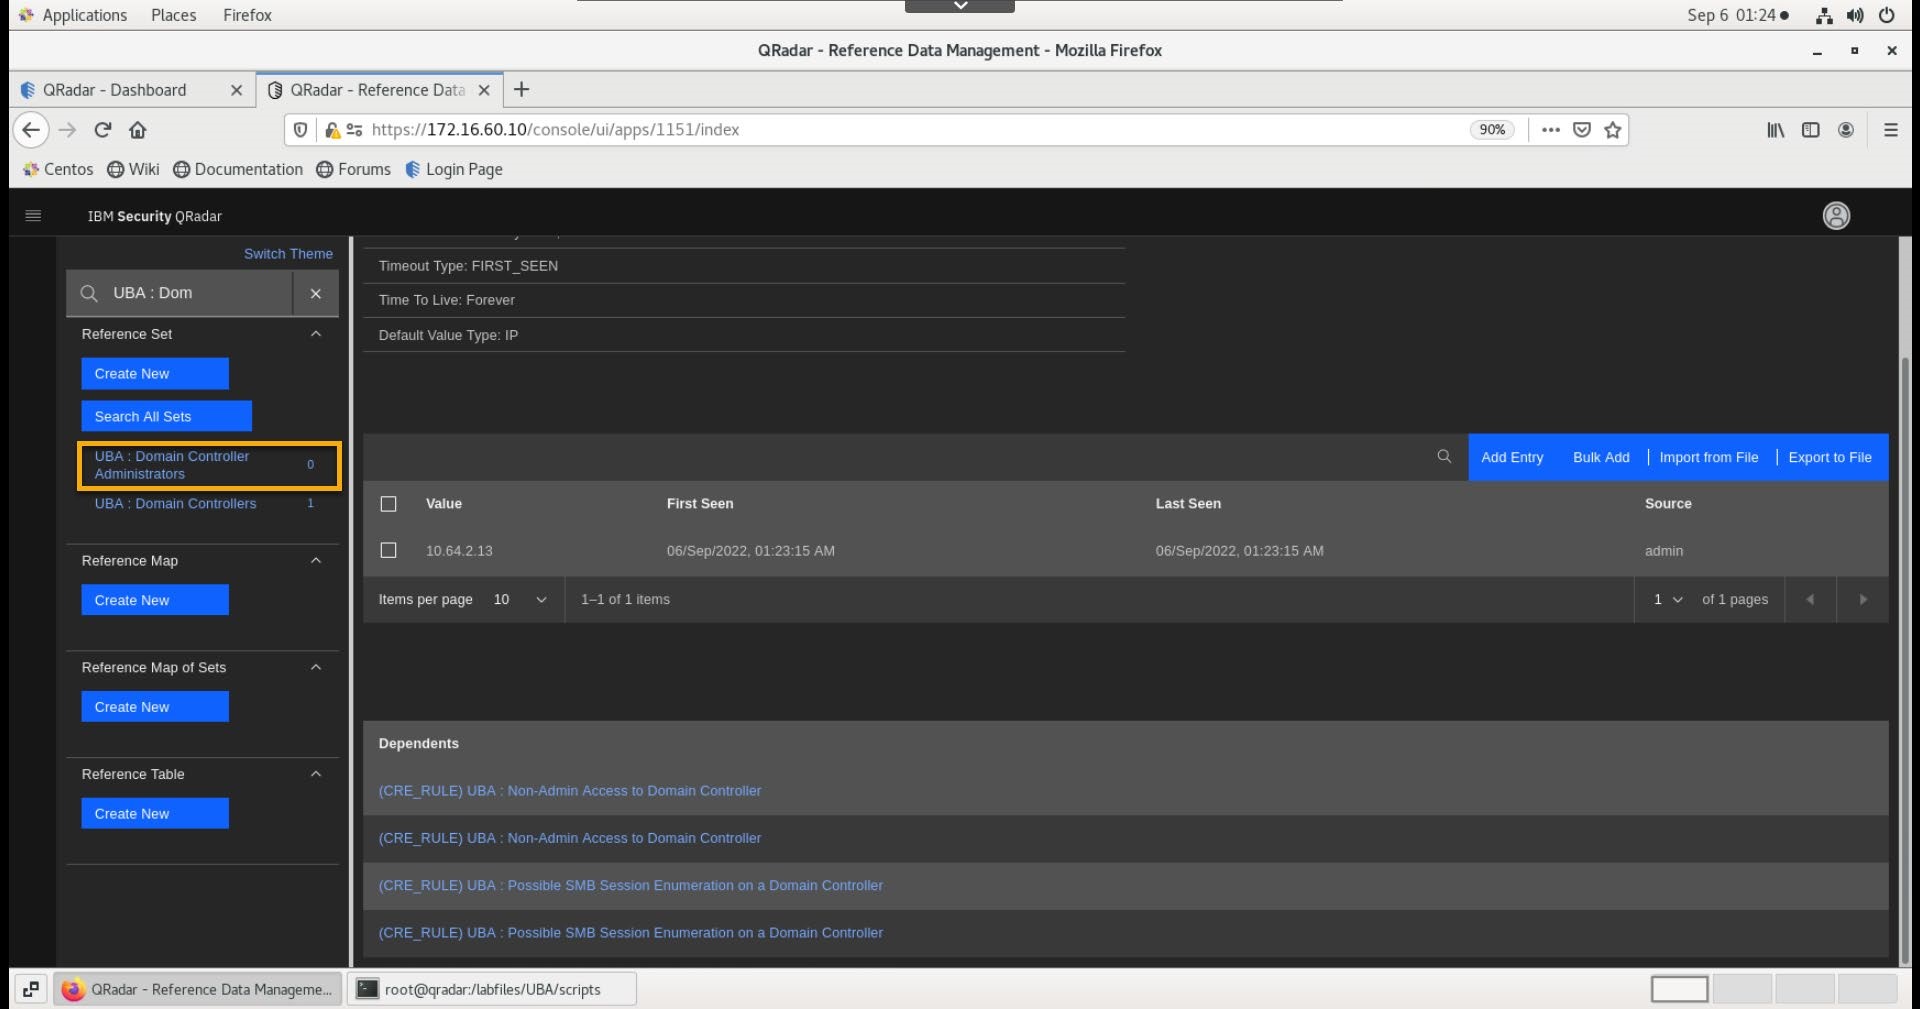 Applications Places Firefox Sep 6 01:24
QRadar - Reference Data Management - Mozilla Firefox
QRadar - Dashboard
QRadar - Reference Data
https://172.16.60.10/console/ui/apps/1151/index 90%
Centos Wiki Documentation Forums Login Page
IBM Security QRadar
Switch Theme
UBA : Dom
Reference Set
Create New
Search All Sets
UBA : Domain Controller
Administrators 0
UBA : Domain Controllers 1
Reference Map
Create New
Reference Map of Sets
Create New
Reference Table
Create New
Timeout Type: FIRST_SEEN
Time To Live: Forever
Default Value Type: IP
Add Entry Bulk Add Import from File Export to File
Value First Seen Last Seen Source
10.64.2.13 06/Sep/2022, 01:23:15 AM 06/Sep/2022, 01:23:15 AM admin
Items per page 10 1–1 of 1 items 1 of 1 pages
Dependents
(CRE_RULE) UBA : Non-Admin Access to Domain Controller
(CRE_RULE) UBA : Non-Admin Access to Domain Controller
(CRE_RULE) UBA : Possible SMB Session Enumeration on a Domain Controller
(CRE_RULE) UBA : Possible SMB Session Enumeration on a Domain Controller
QRadar - Reference Data Manageme...
root@qradar:/labfiles/UBA/scripts